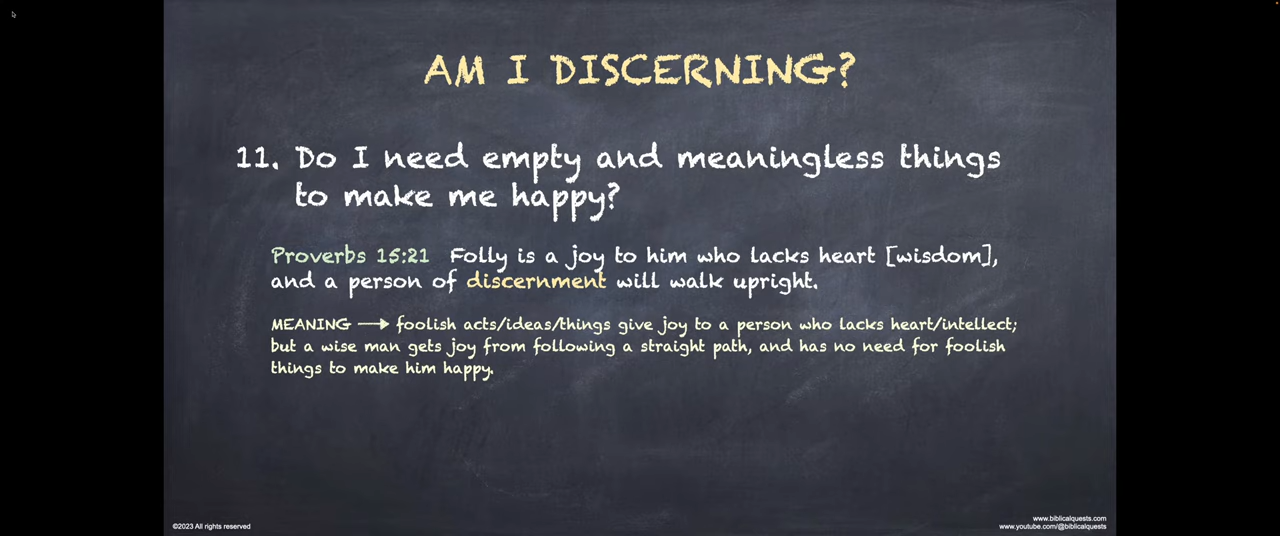 AM I DISCERNING?
11. Do I need empty and meaningless things
to make me happy?
Proverbs 15:21 Folly is a joy to him who lacks heart [wisdom],
and a person of discernment will walk upright.
MEANING → foolish acts/ideas/things give joy to a person who lacks heart/intellect;
but a wise man gets joy from following a straight path, and has no need for foolish
things to make him happy.
©2023 All rights reserved
www.biblicalquests.com
www.youtube.com/@biblicalquests